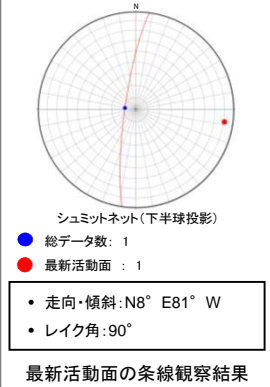 N
シュミットネット(下半球投影)
総データ数: 1
最新活動面 : 1
• 走向・傾斜:N8°E81°W
• レイク角:90°
最新活動面の条線観察結果